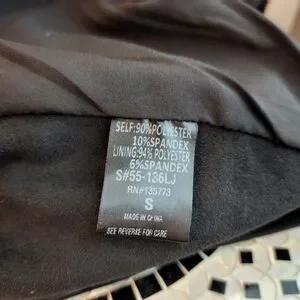 SELF:90%POLYESTER
10%SPANDEX
LINING:94% POLYESTER
6%SPANDEX
S#55-136LJ
RN#135773
S
MADE IN CHINA
SEE REVERSE FOR CARE